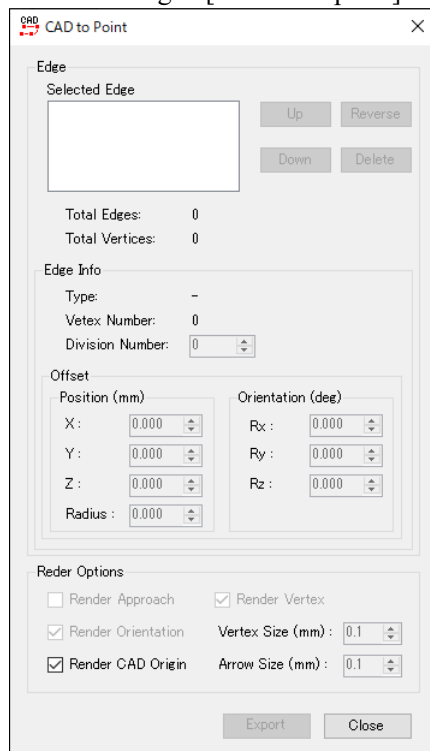 CAD to Point
Edge
Selected Edge
Up Reverse
Down Delete
Total Edges: 0
Total Vertices: 0
Edge Info
Type: -
Vetex Number: 0
Division Number: 0
Offset
Position (mm) Orientation (deg)
X : 0.000 Rx : 0.000
Y : 0.000 Ry : 0.000
Z : 0.000 Rz : 0.000
Radius : 0.000
Reder Options
Render Approach Render Vertex
Render Orientation Vertex Size (mm) : 0.1
Render CAD Origin Arrow Size (mm) : 0.1
Export Close